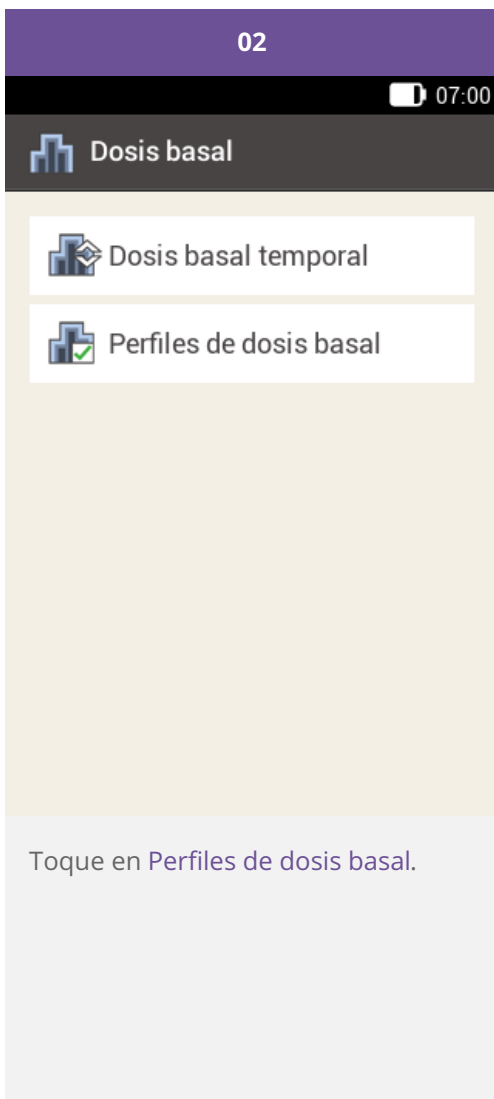 02
07:00
Dosis basal
Dosis basal temporal
Perfiles de dosis basal
Toque en Perfiles de dosis basal.